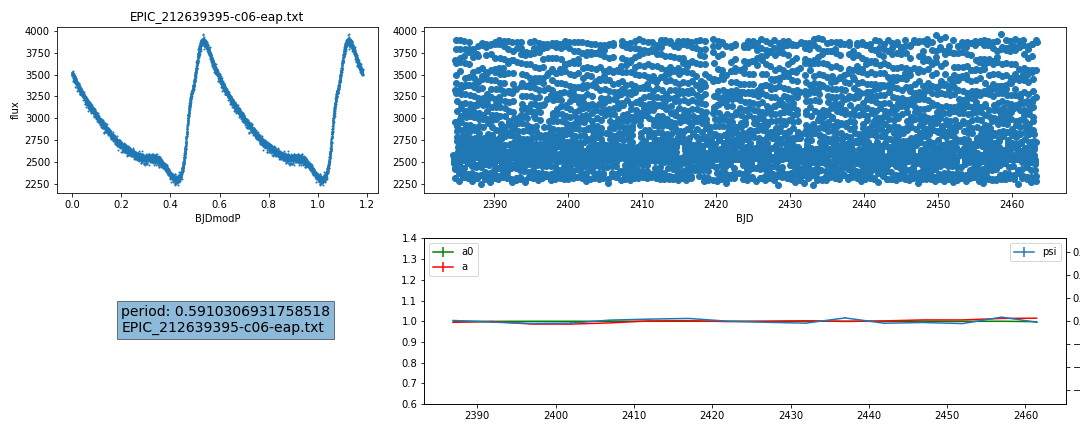 EPIC_212639395-c06-eap.txt
4000
3750
3500
3250
3000
2750
2500
2250
flux
0.0 0.2 0.4 0.6 0.8 1.0 1.2
BJDmodP
4000
3750
3500
3250
3000
2750
2500
2250
2390 2400 2410 2420 2430 2440 2450 2460
BJD
period: 0.5910306931758518
EPIC_212639395-c06-eap.txt
1.4
1.3
1.2
1.1
1.0
0.9
0.8
0.7
0.6
a0
a
psi
2390 2400 2410 2420 2430 2440 2450 2460